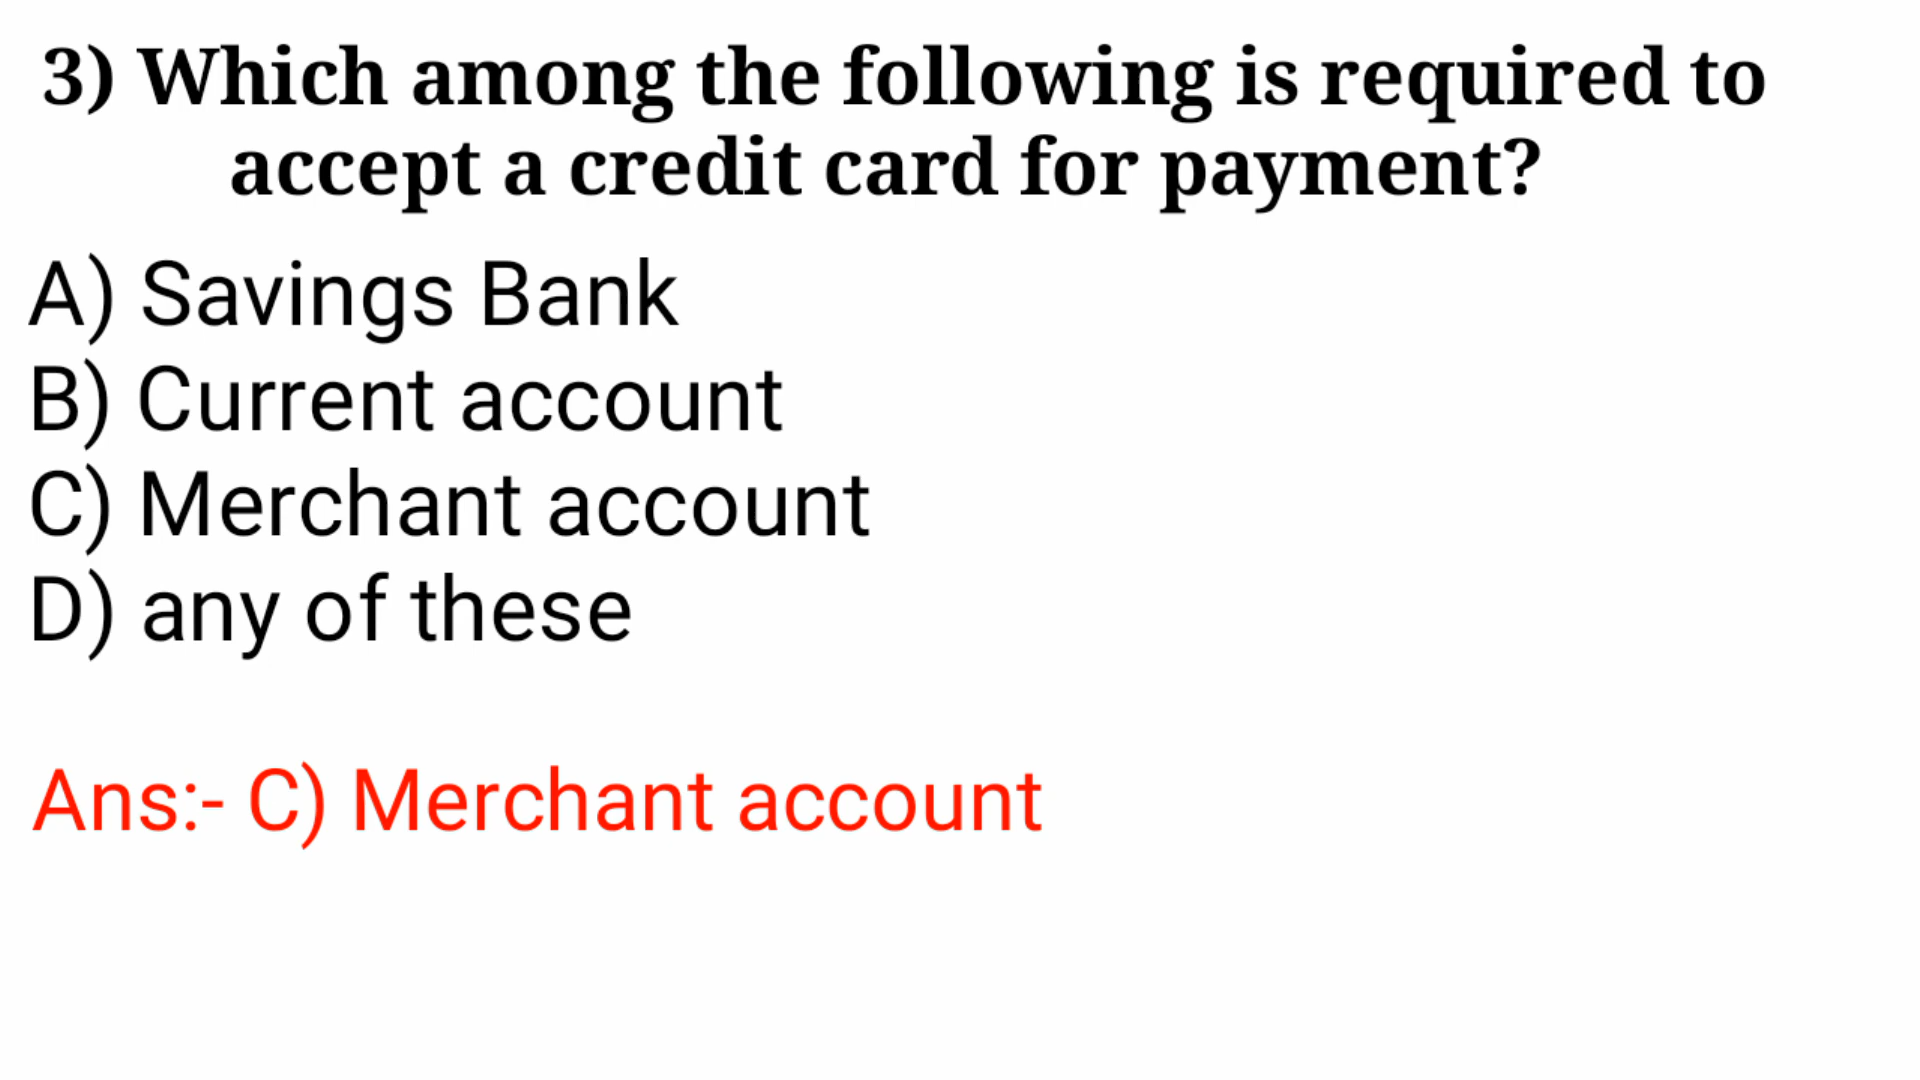 3) Which among the following is required to
accept a credit card for payment?
A) Savings Bank
B) Current account
C) Merchant account
D) any of these
Ans:- C) Merchant account